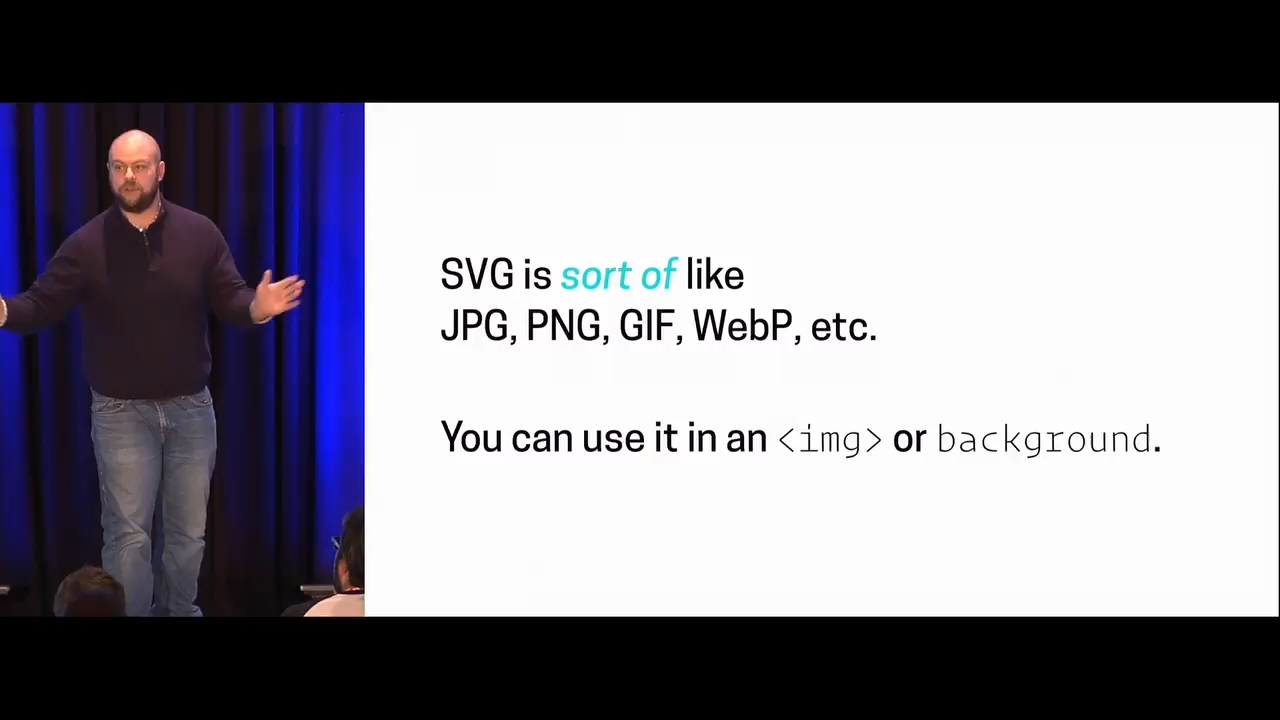 SVG is sort of like
JPG, PNG, GIF, WebP, etc.
You can use it in an <img> or background.